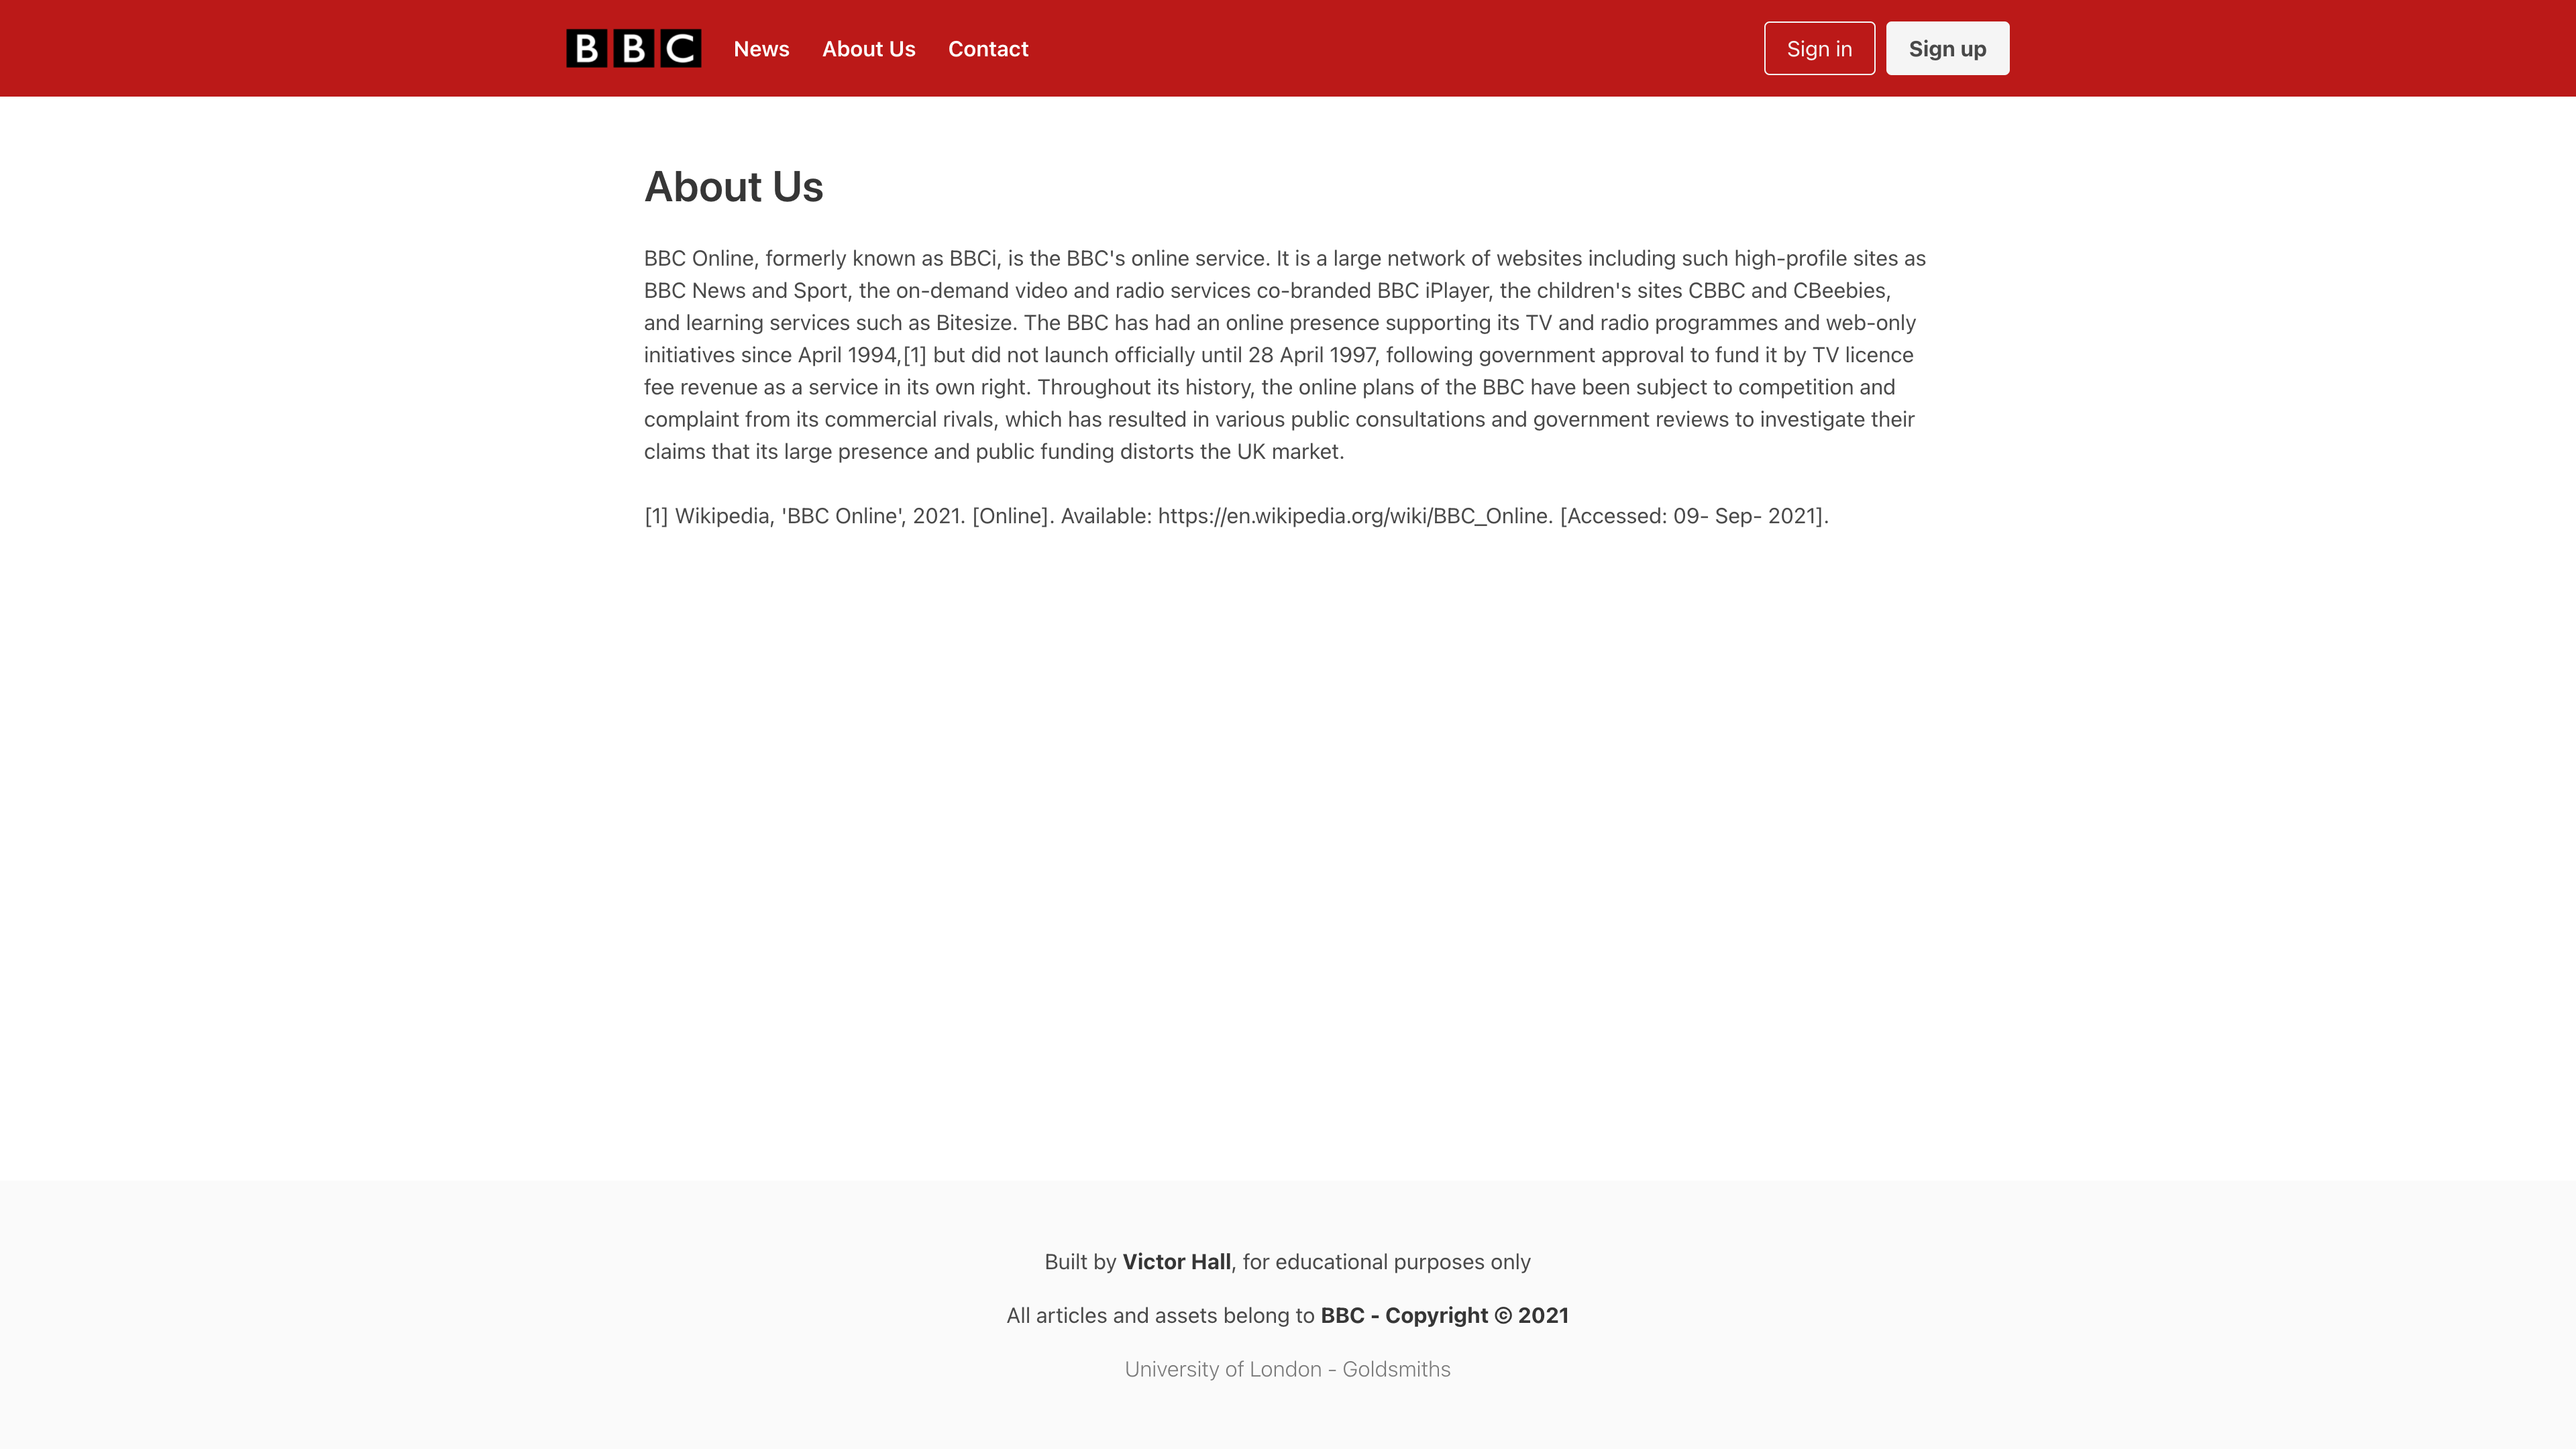 BBC News About Us Contact Sign in Sign up
About Us
BBC Online, formerly known as BBCi, is the BBC's online service. It is a large network of websites including such high-profile sites as
BBC News and Sport, the on-demand video and radio services co-branded BBC iPlayer, the children's sites CBBC and CBeebies,
and learning services such as Bitesize. The BBC has had an online presence supporting its TV and radio programmes and web-only
initiatives since April 1994,[1] but did not launch officially until 28 April 1997, following government approval to fund it by TV licence
fee revenue as a service in its own right. Throughout its history, the online plans of the BBC have been subject to competition and
complaint from its commercial rivals, which has resulted in various public consultations and government reviews to investigate their
claims that its large presence and public funding distorts the UK market.
[1] Wikipedia, 'BBC Online', 2021. [Online]. Available: https://en.wikipedia.org/wiki/BBC_Online. [Accessed: 09- Sep- 2021].
Built by Victor Hall, for educational purposes only
All articles and assets belong to BBC - Copyright © 2021
University of London - Goldsmiths